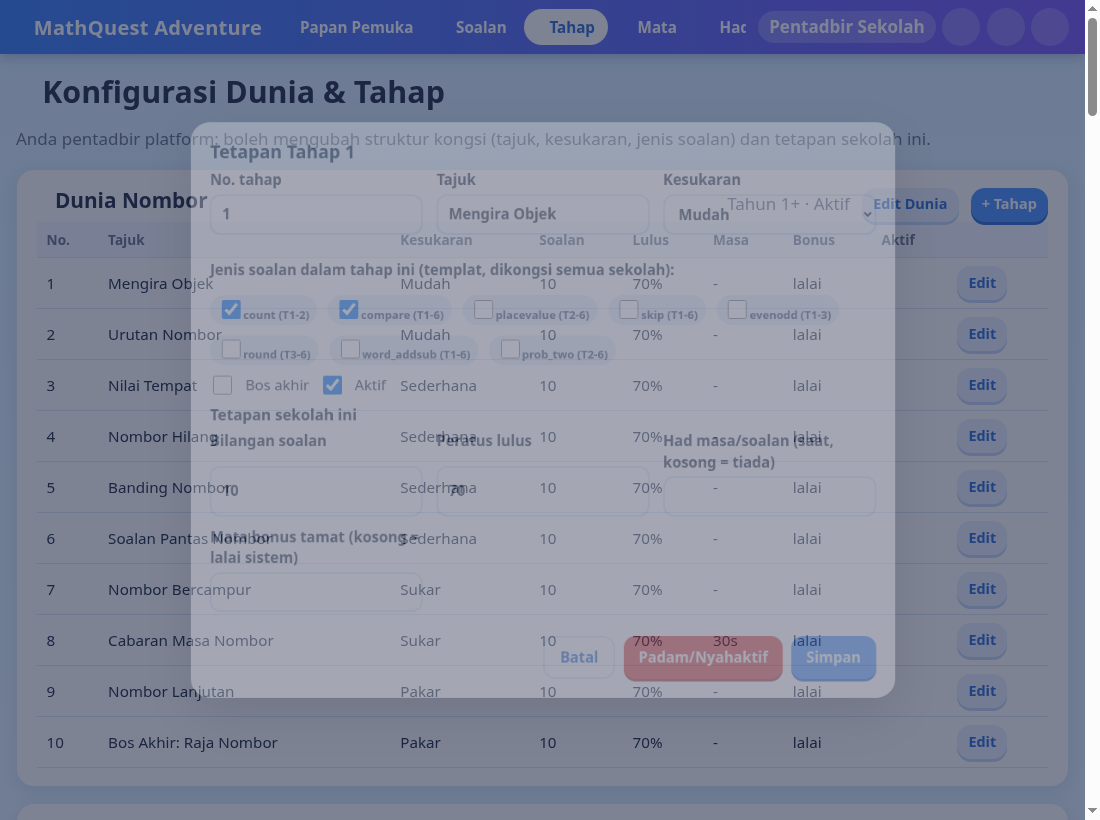 MathQuest Adventure Papan Pemuka Soalan Tahap Mata Had Pentadbir Sekolah
Konfigurasi Dunia & Tahap
Anda pentadbir platform: boleh mengubah struktur kongsi (tajuk, kesukaran, jenis soalan) dan tetapan sekolah ini.
Dunia Nombor Tahun 1+ · Aktif Edit Dunia + Tahap
No. Tajuk Kesukaran Soalan Lulus Masa Bonus Aktif
1 Mengira Objek Mudah 10 70% - lalai Edit
2 Urutan Nombor Mudah 10 70% - lalai Edit
3 Nilai Tempat Sederhana 10 70% - lalai Edit
4 Nombor Hilang Sederhana 10 70% - lalai Edit
5 Banding Nombor Sederhana 10 70% - lalai Edit
6 Soalan Pantas Nombor Sederhana 10 70% - lalai Edit
7 Nombor Bercampur Sukar 10 70% - lalai Edit
8 Cabaran Masa Nombor Sukar 10 70% 30s lalai Edit
9 Nombor Lanjutan Pakar 10 70% - lalai Edit
10 Bos Akhir: Raja Nombor Pakar 10 70% - lalai Edit
Tetapan Tahap 1
No. tahap Tajuk Kesukaran
1 Mengira Objek Mudah
Jenis soalan dalam tahap ini (templat, dikongsi semua sekolah):
count (T1-2) compare (T1-6) placevalue (T2-6) skip (T1-6) evenodd (T1-3)
round (T3-6) word_addsub (T1-6) prob_two (T2-6)
Bos akhir Aktif
Tetapan sekolah ini
Bilangan soalan Peratus lulus Had masa/soalan (saat,
kosong = tiada)
10 70
Mata bonus tamat (kosong =
lalai sistem)
Batal Padam/Nyahaktif Simpan